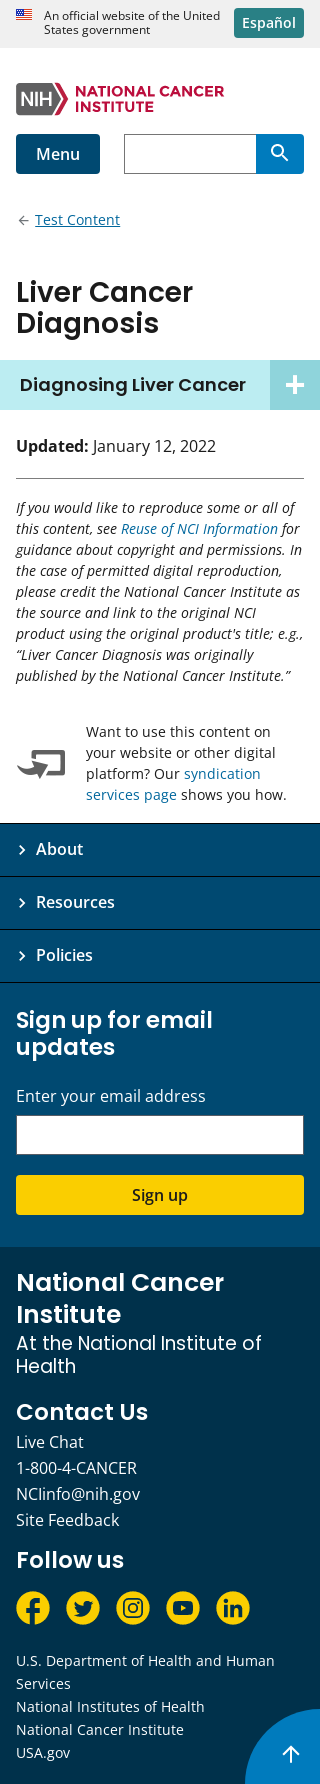 An official website of the United
States government
Español
NIH
NATIONAL CANCER
INSTITUTE
Menu
Test Content
Liver Cancer
Diagnosis
Diagnosing Liver Cancer
Updated: January 12, 2022
If you would like to reproduce some or all of
this content, see Reuse of NCI Information for
guidance about copyright and permissions. In
the case of permitted digital reproduction,
please credit the National Cancer Institute as
the source and link to the original NCI
product using the original product's title; e.g.,
“Liver Cancer Diagnosis was originally
published by the National Cancer Institute.”
Want to use this content on
your website or other digital
platform? Our syndication
services page shows you how.
About
Resources
Policies
Sign up for email
updates
Enter your email address
Sign up
National Cancer
Institute
At the National Institute of
Health
Contact Us
Live Chat
1-800-4-CANCER
NCIinfo@nih.gov
Site Feedback
Follow us
U.S. Department of Health and Human
Services
National Institutes of Health
National Cancer Institute
USA.gov